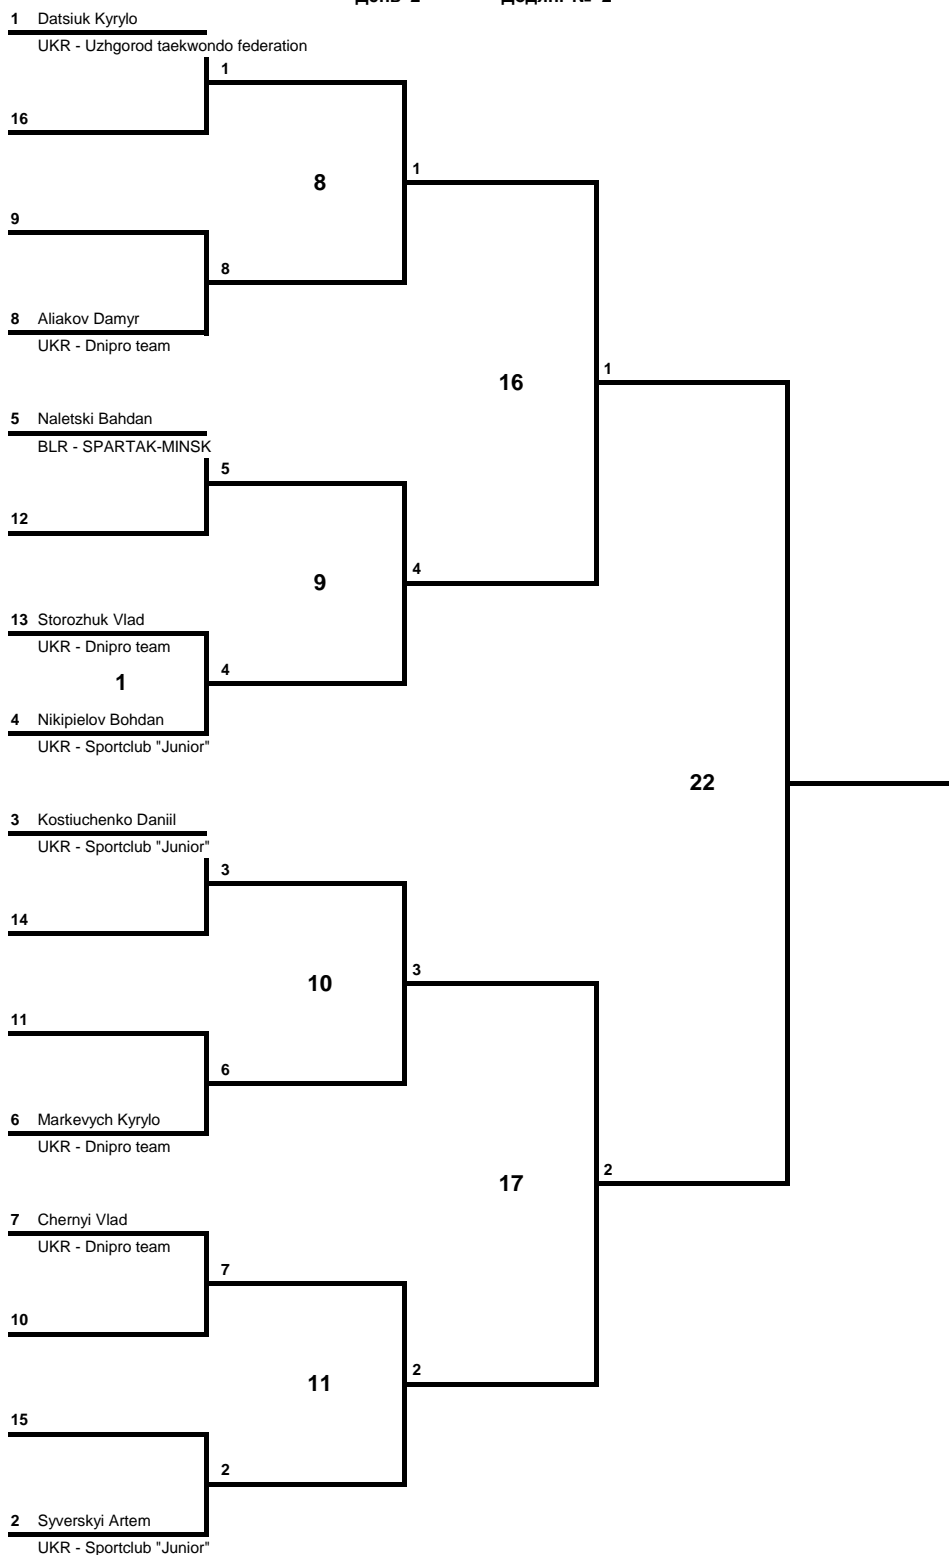 1 Datsiuk Kyrylo
UKR - Uzhgorod taekwondo federation
1
16
8
1
9
8
8 Aliakov Damyr
UKR - Dnipro team
16
1
5 Naletski Bahdan
BLR - SPARTAK-MINSK
5
12
9
4
13 Storozhuk Vlad
UKR - Dnipro team
1
4
4 Nikipielov Bohdan
UKR - Sportclub "Junior"
22
3 Kostiuchenko Daniil
UKR - Sportclub "Junior"
3
14
10
3
11
6
6 Markevych Kyrylo
UKR - Dnipro team
17
2
7 Chernyi Vlad
UKR - Dnipro team
7
10
11
2
15
2
2 Syverskyi Artem
UKR - Sportclub "Junior"